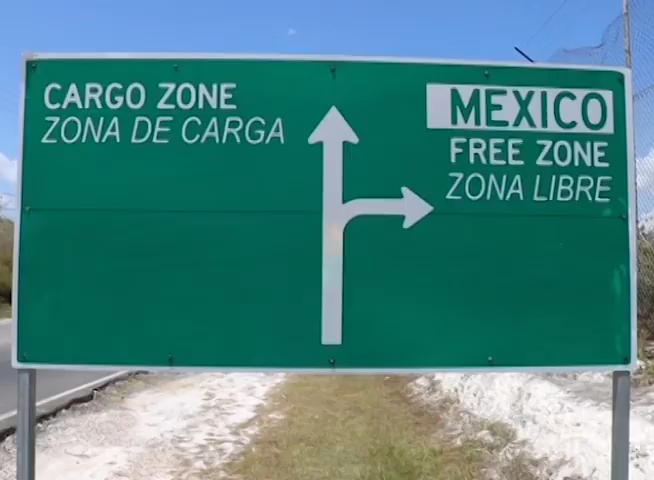 CARGO ZONE
ZONA DE CARGA
MEXICO
FREE ZONE
ZONA LIBRE